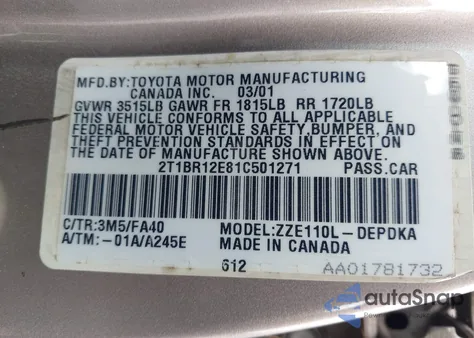 MFD.BY:TOYOTA MOTOR MANUFACTURING
CANADA INC. 03/01
GVWR 3515LB GAWR FR 1815LB RR 1720LB
THIS VEHICLE CONFORMS TO ALL APPLICABLE
FEDERAL MOTOR VEHICLE SAFETY,BUMPER, AND
THEFT PREVENTION STANDARDS IN EFFECT ON
THE DATE OF MANUFACTURE SHOWN ABOVE.
2T1BR12E81C501271 PASS.CAR
C/TR:3M5/FA40 MODEL:ZZE110L-DEPDKA
A/TM:-01A/A245E MADE IN CANADA
612 AA01781732
autoSnap